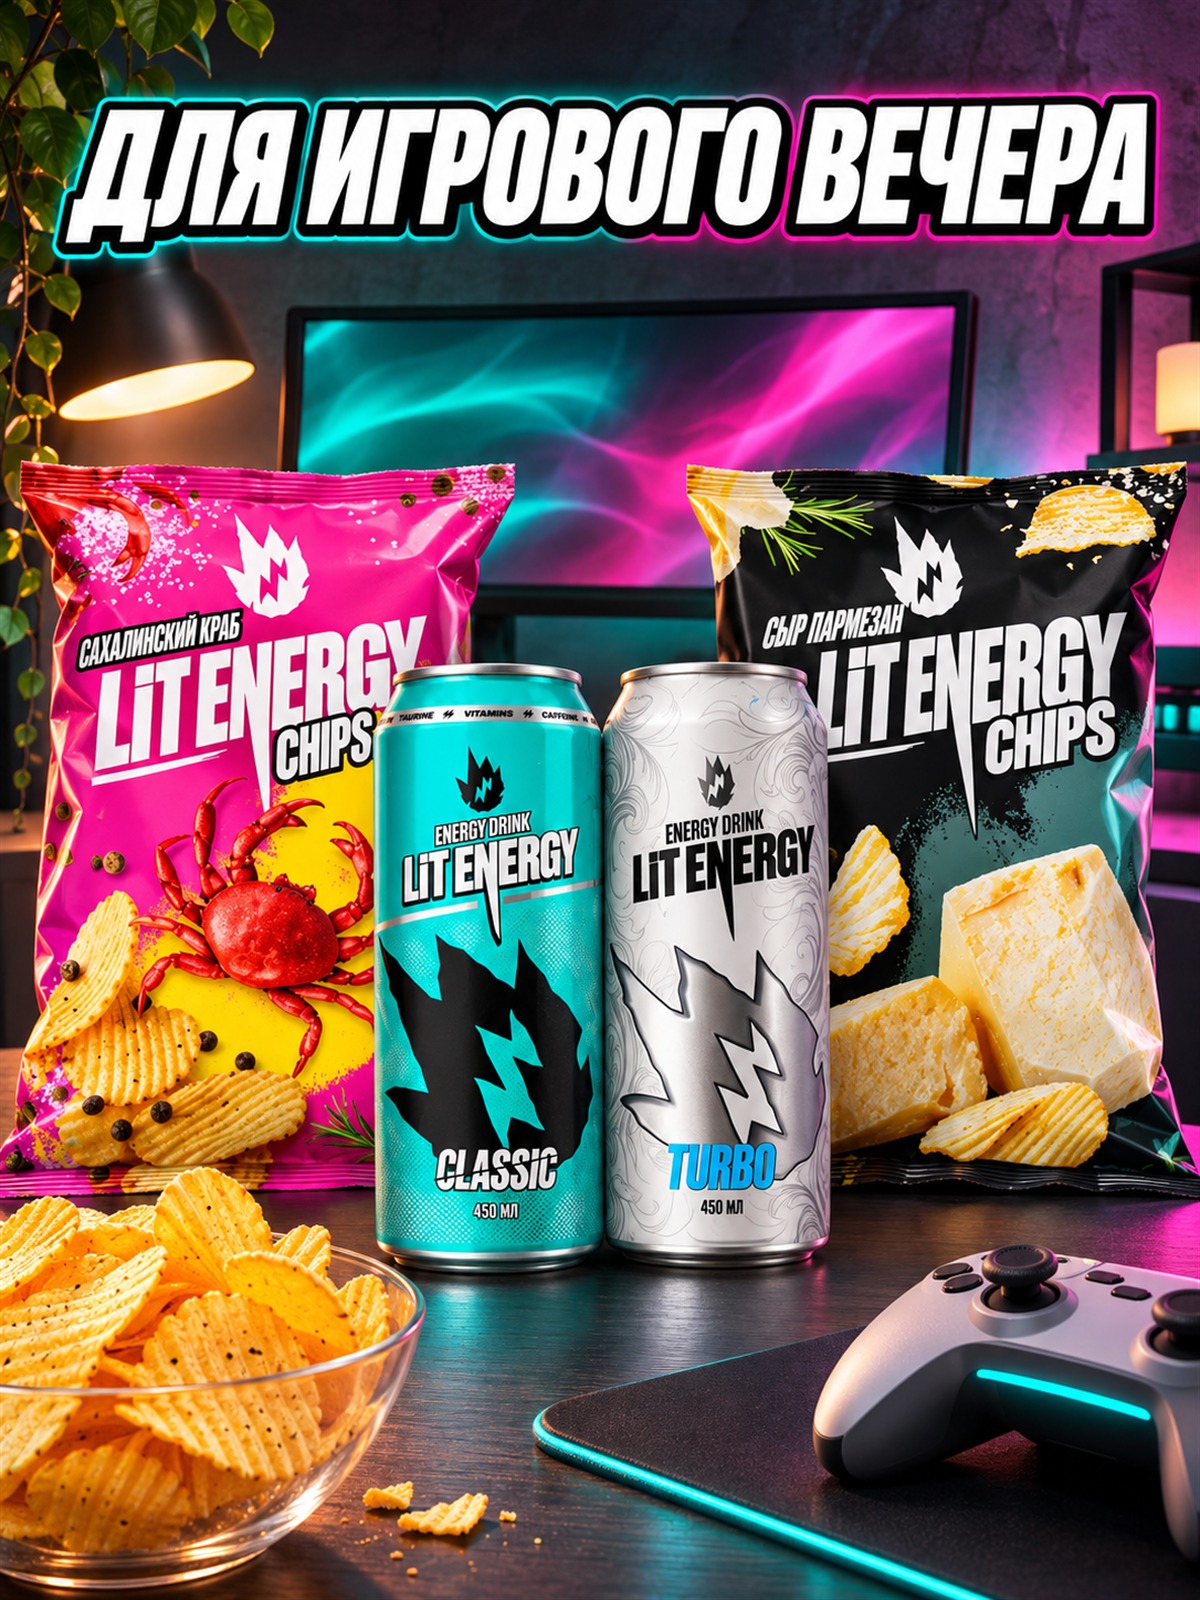 ДЛЯ ИГРОВОГО ВЕЧЕРА
САХАЛИНСКИЙ КРАБ
LIT ENERGY
CHIPS
СЫР ПАРМЕЗАН
LIT ENERGY
CHIPS
TAURINE VITAMINS CAFFEINE
ENERGY DRINK
LIT ENERGY
CLASSIC
450 МЛ
ENERGY DRINK
LIT ENERGY
TURBO
450 МЛ